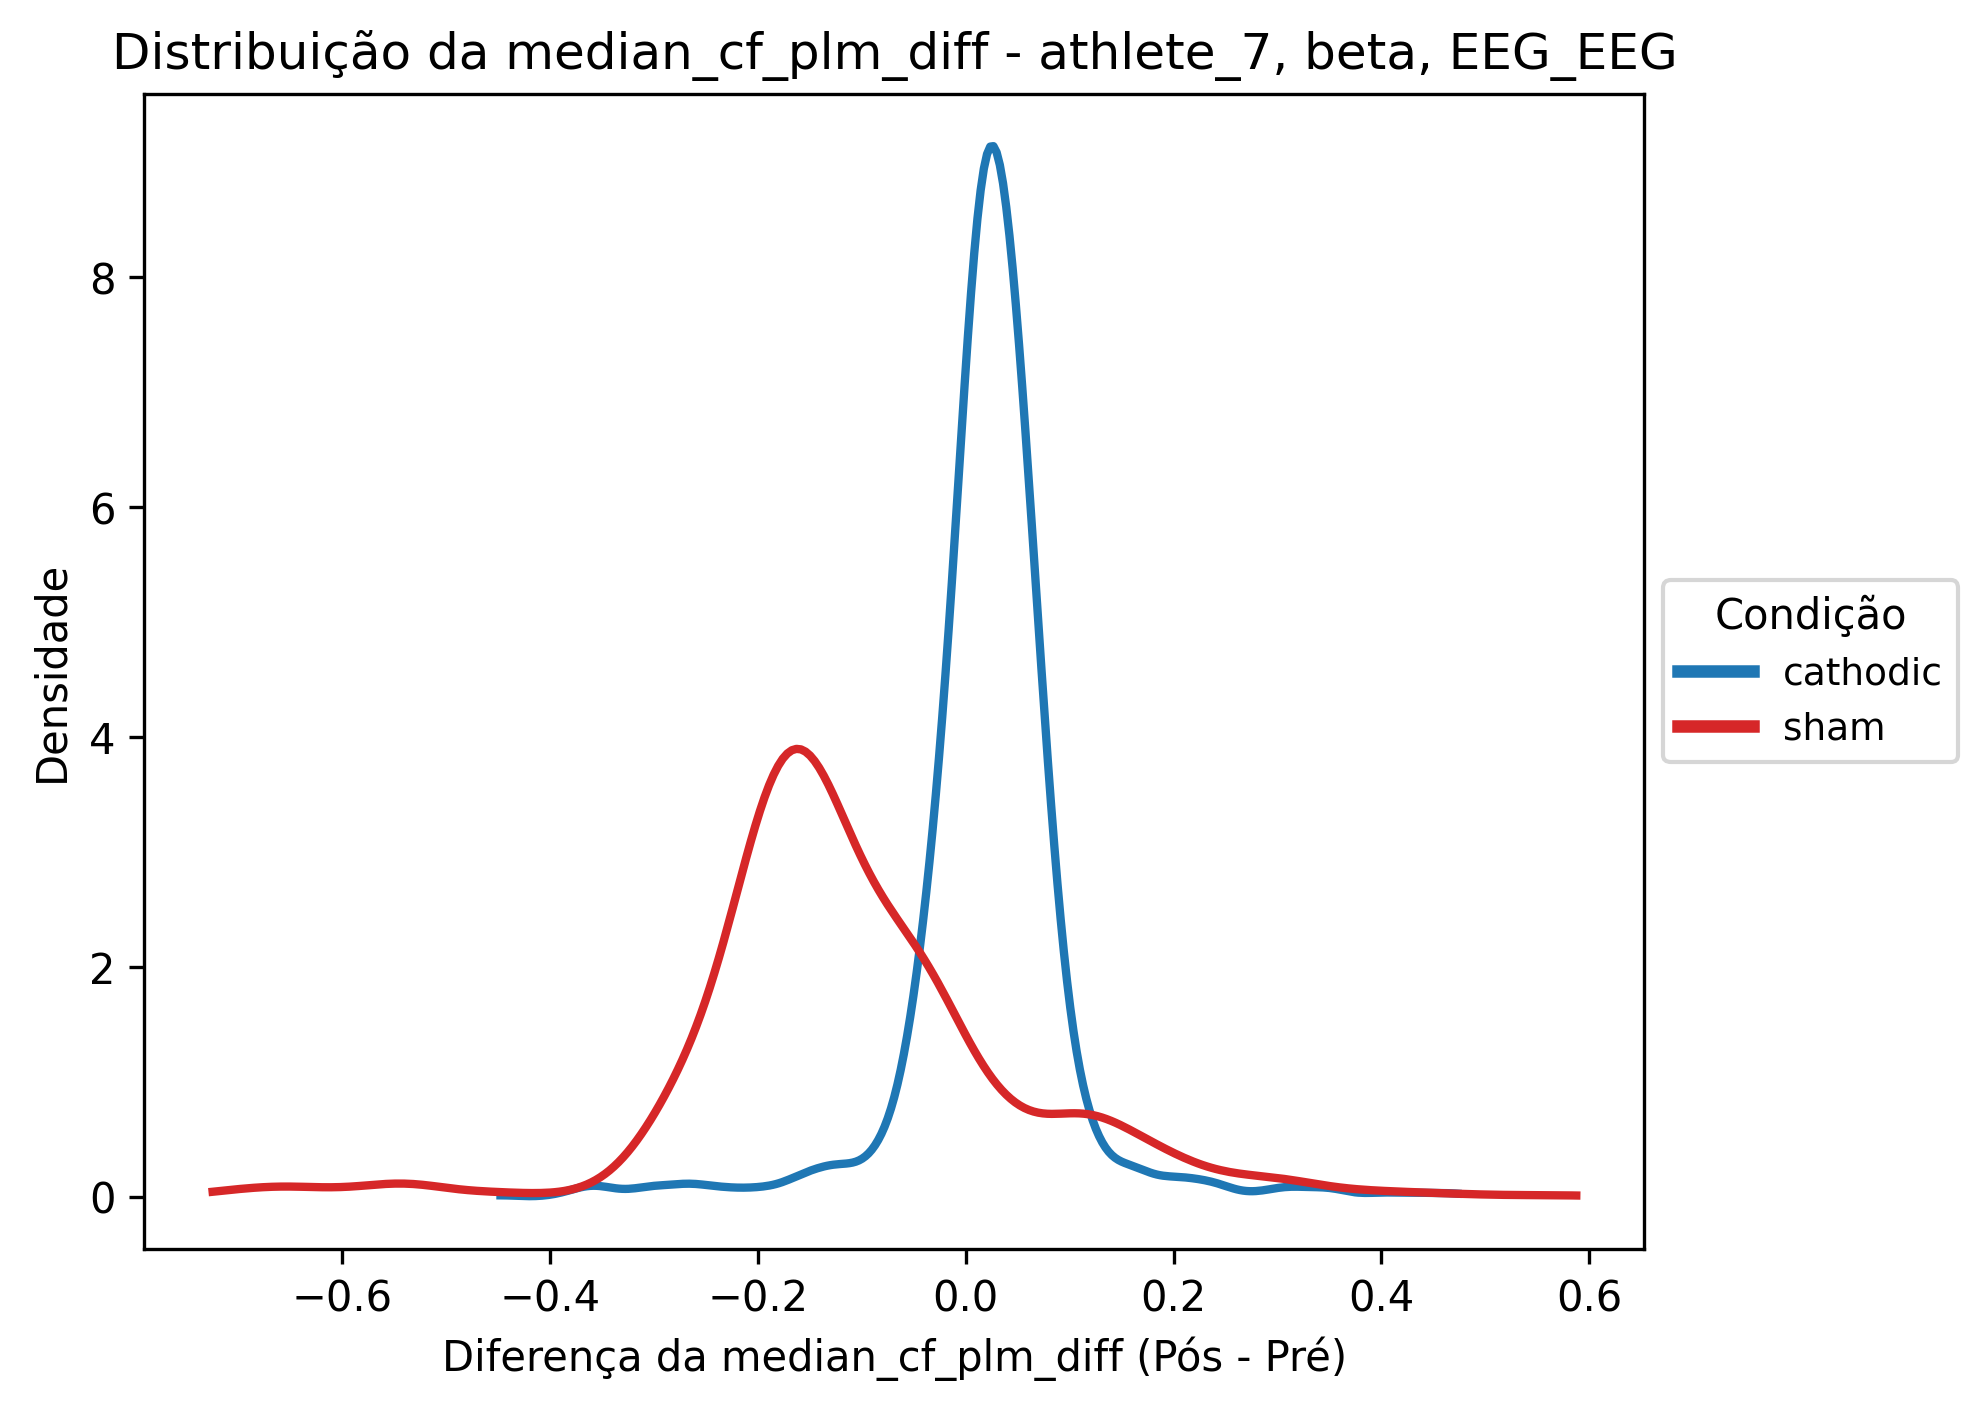 Distribuição da median_cf_plm_diff - athlete_7, beta, EEG_EEG
Densidade
8
6
4
2
0
−0.6
−0.4
−0.2
0.0
0.2
0.4
0.6
Diferença da median_cf_plm_diff (Pós - Pré)
Condição
cathodic
sham